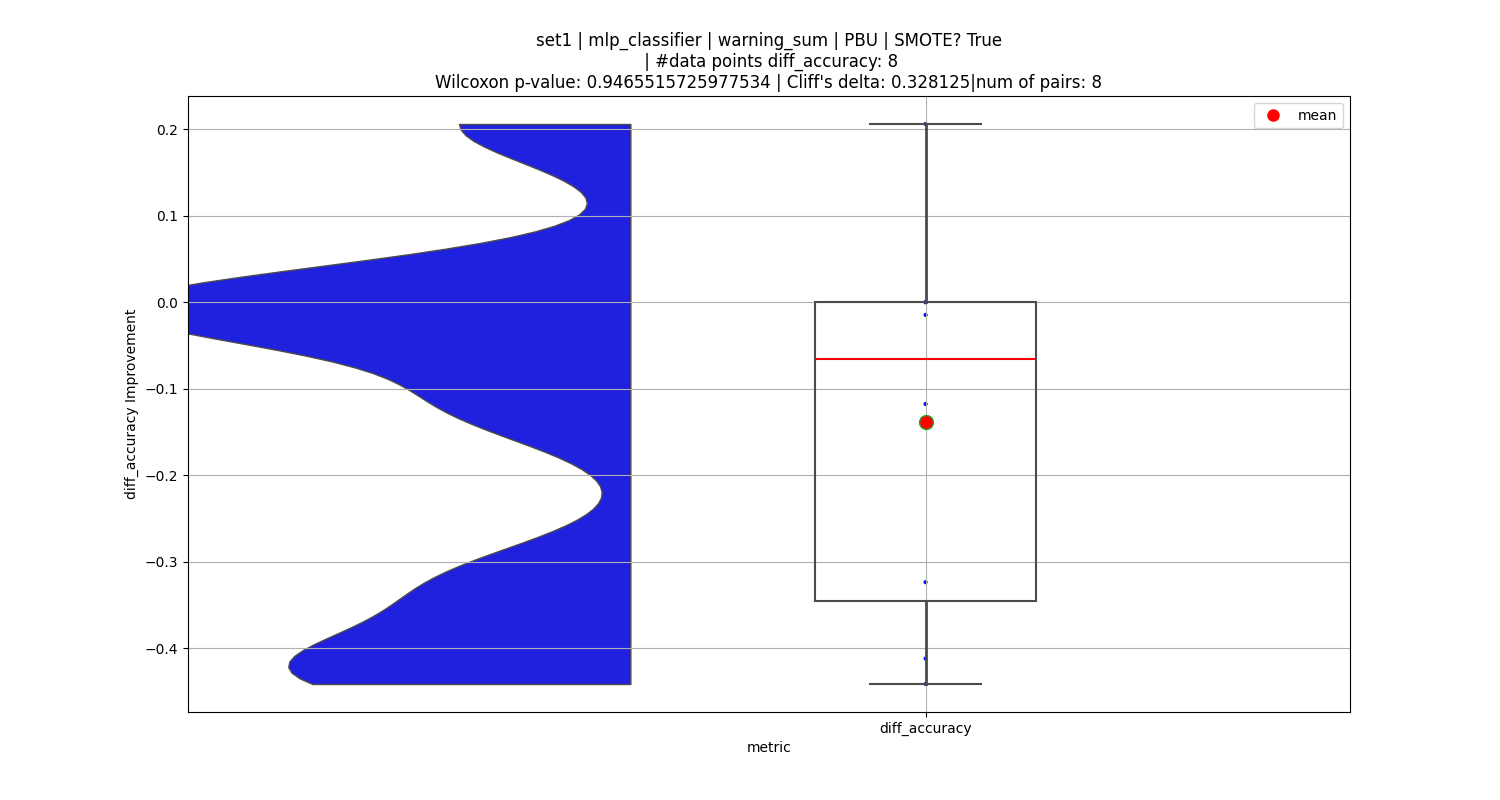 set1 | mlp_classifier | warning_sum | PBU | SMOTE? True
| #data points diff_accuracy: 8
Wilcoxon p-value: 0.9465515725977534 | Cliff's delta: 0.328125|num of pairs: 8
mean
0.2
0.1
0.0
−0.1
−0.2
−0.3
−0.4
diff_accuracy Improvement
diff_accuracy
metric